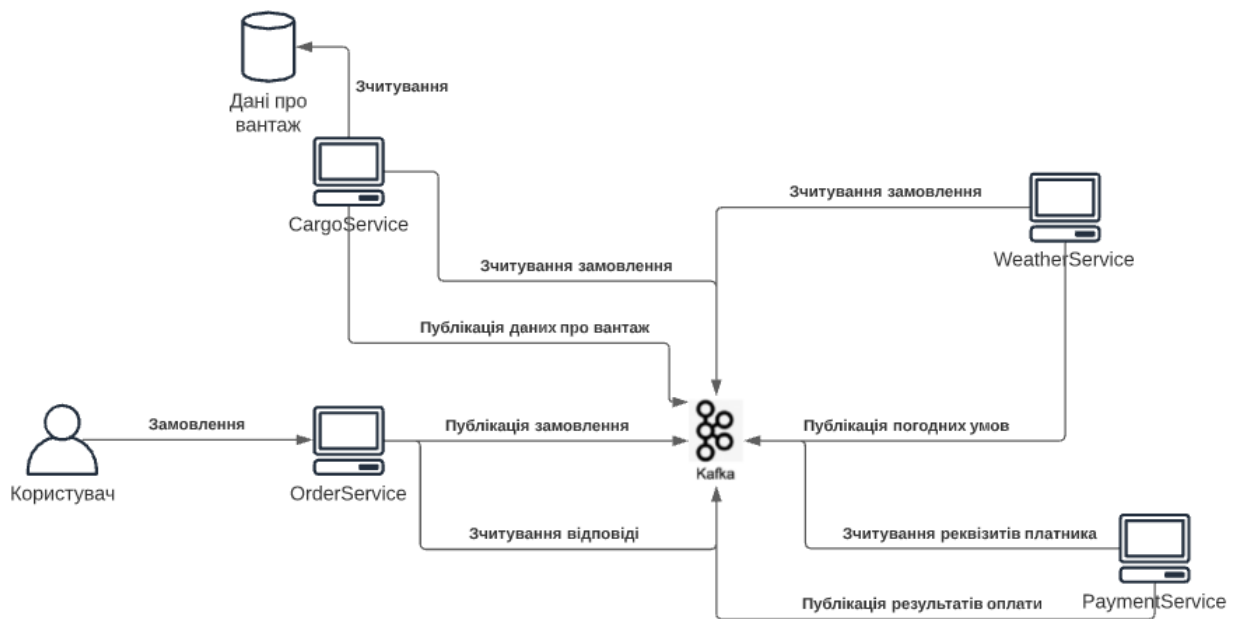 Дані про
вантаж
Зчитування
CargoService
Зчитування замовлення
WeatherService
Зчитування замовлення
Публікація даних про вантаж
Замовлення
Користувач
OrderService
Публікація замовлення
Kafka
Публікація погодних умов
Зчитування відповіді
Зчитування реквізитів платника
Публікація результатів оплати
PaymentService